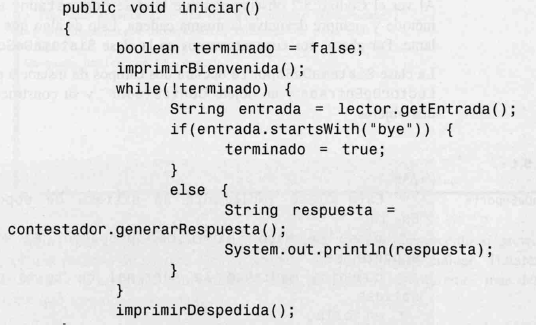 public void iniciar()
{
boolean terminado = false;
imprimirBienvenida();
while(!terminado) {
String entrada = lector.getEntrada();
if(entrada.startsWith("bye")) {
terminado = true;
}
else {
String respuesta =
contestador.generarRespuesta();
System.out.println(respuesta);
}
}
imprimirDespedida();